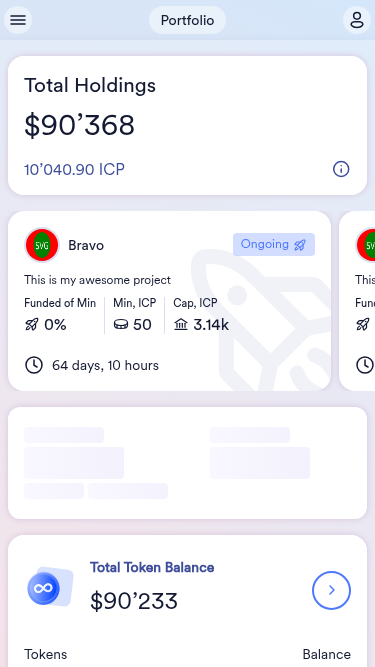 Portfolio
Total Holdings
$90’368
10’040.90 ICP
SVG
Bravo
Ongoing
SVG
This is my awesome project
This
Funded of Min
Min, ICP
Cap, ICP
0%
50
3.14k
64 days, 10 hours
Total Token Balance
$90’233
Tokens
Balance